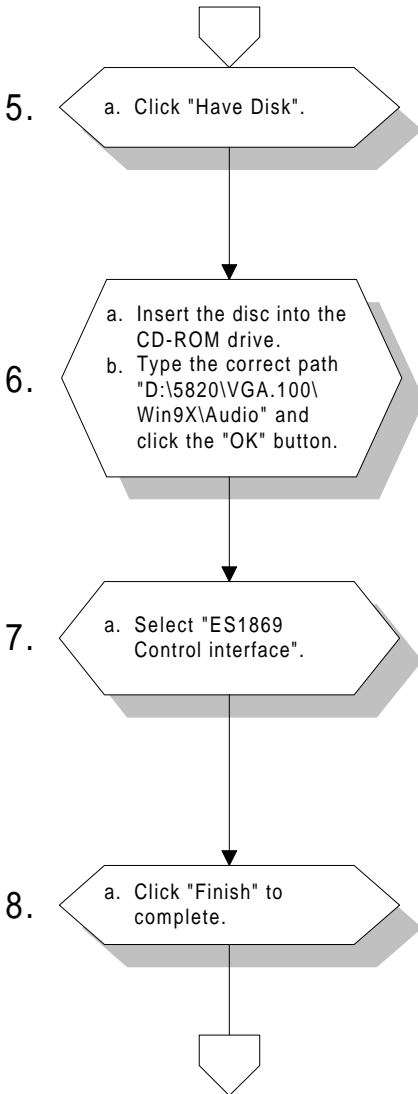 5.
a. Click "Have Disk".
6.
a. Insert the disc into the
CD-ROM drive.
b. Type the correct path
"D:\5820\VGA.100\
Win9X\Audio" and
click the "OK" button.
7.
a. Select "ES1869
Control interface".
8.
a. Click "Finish" to
complete.